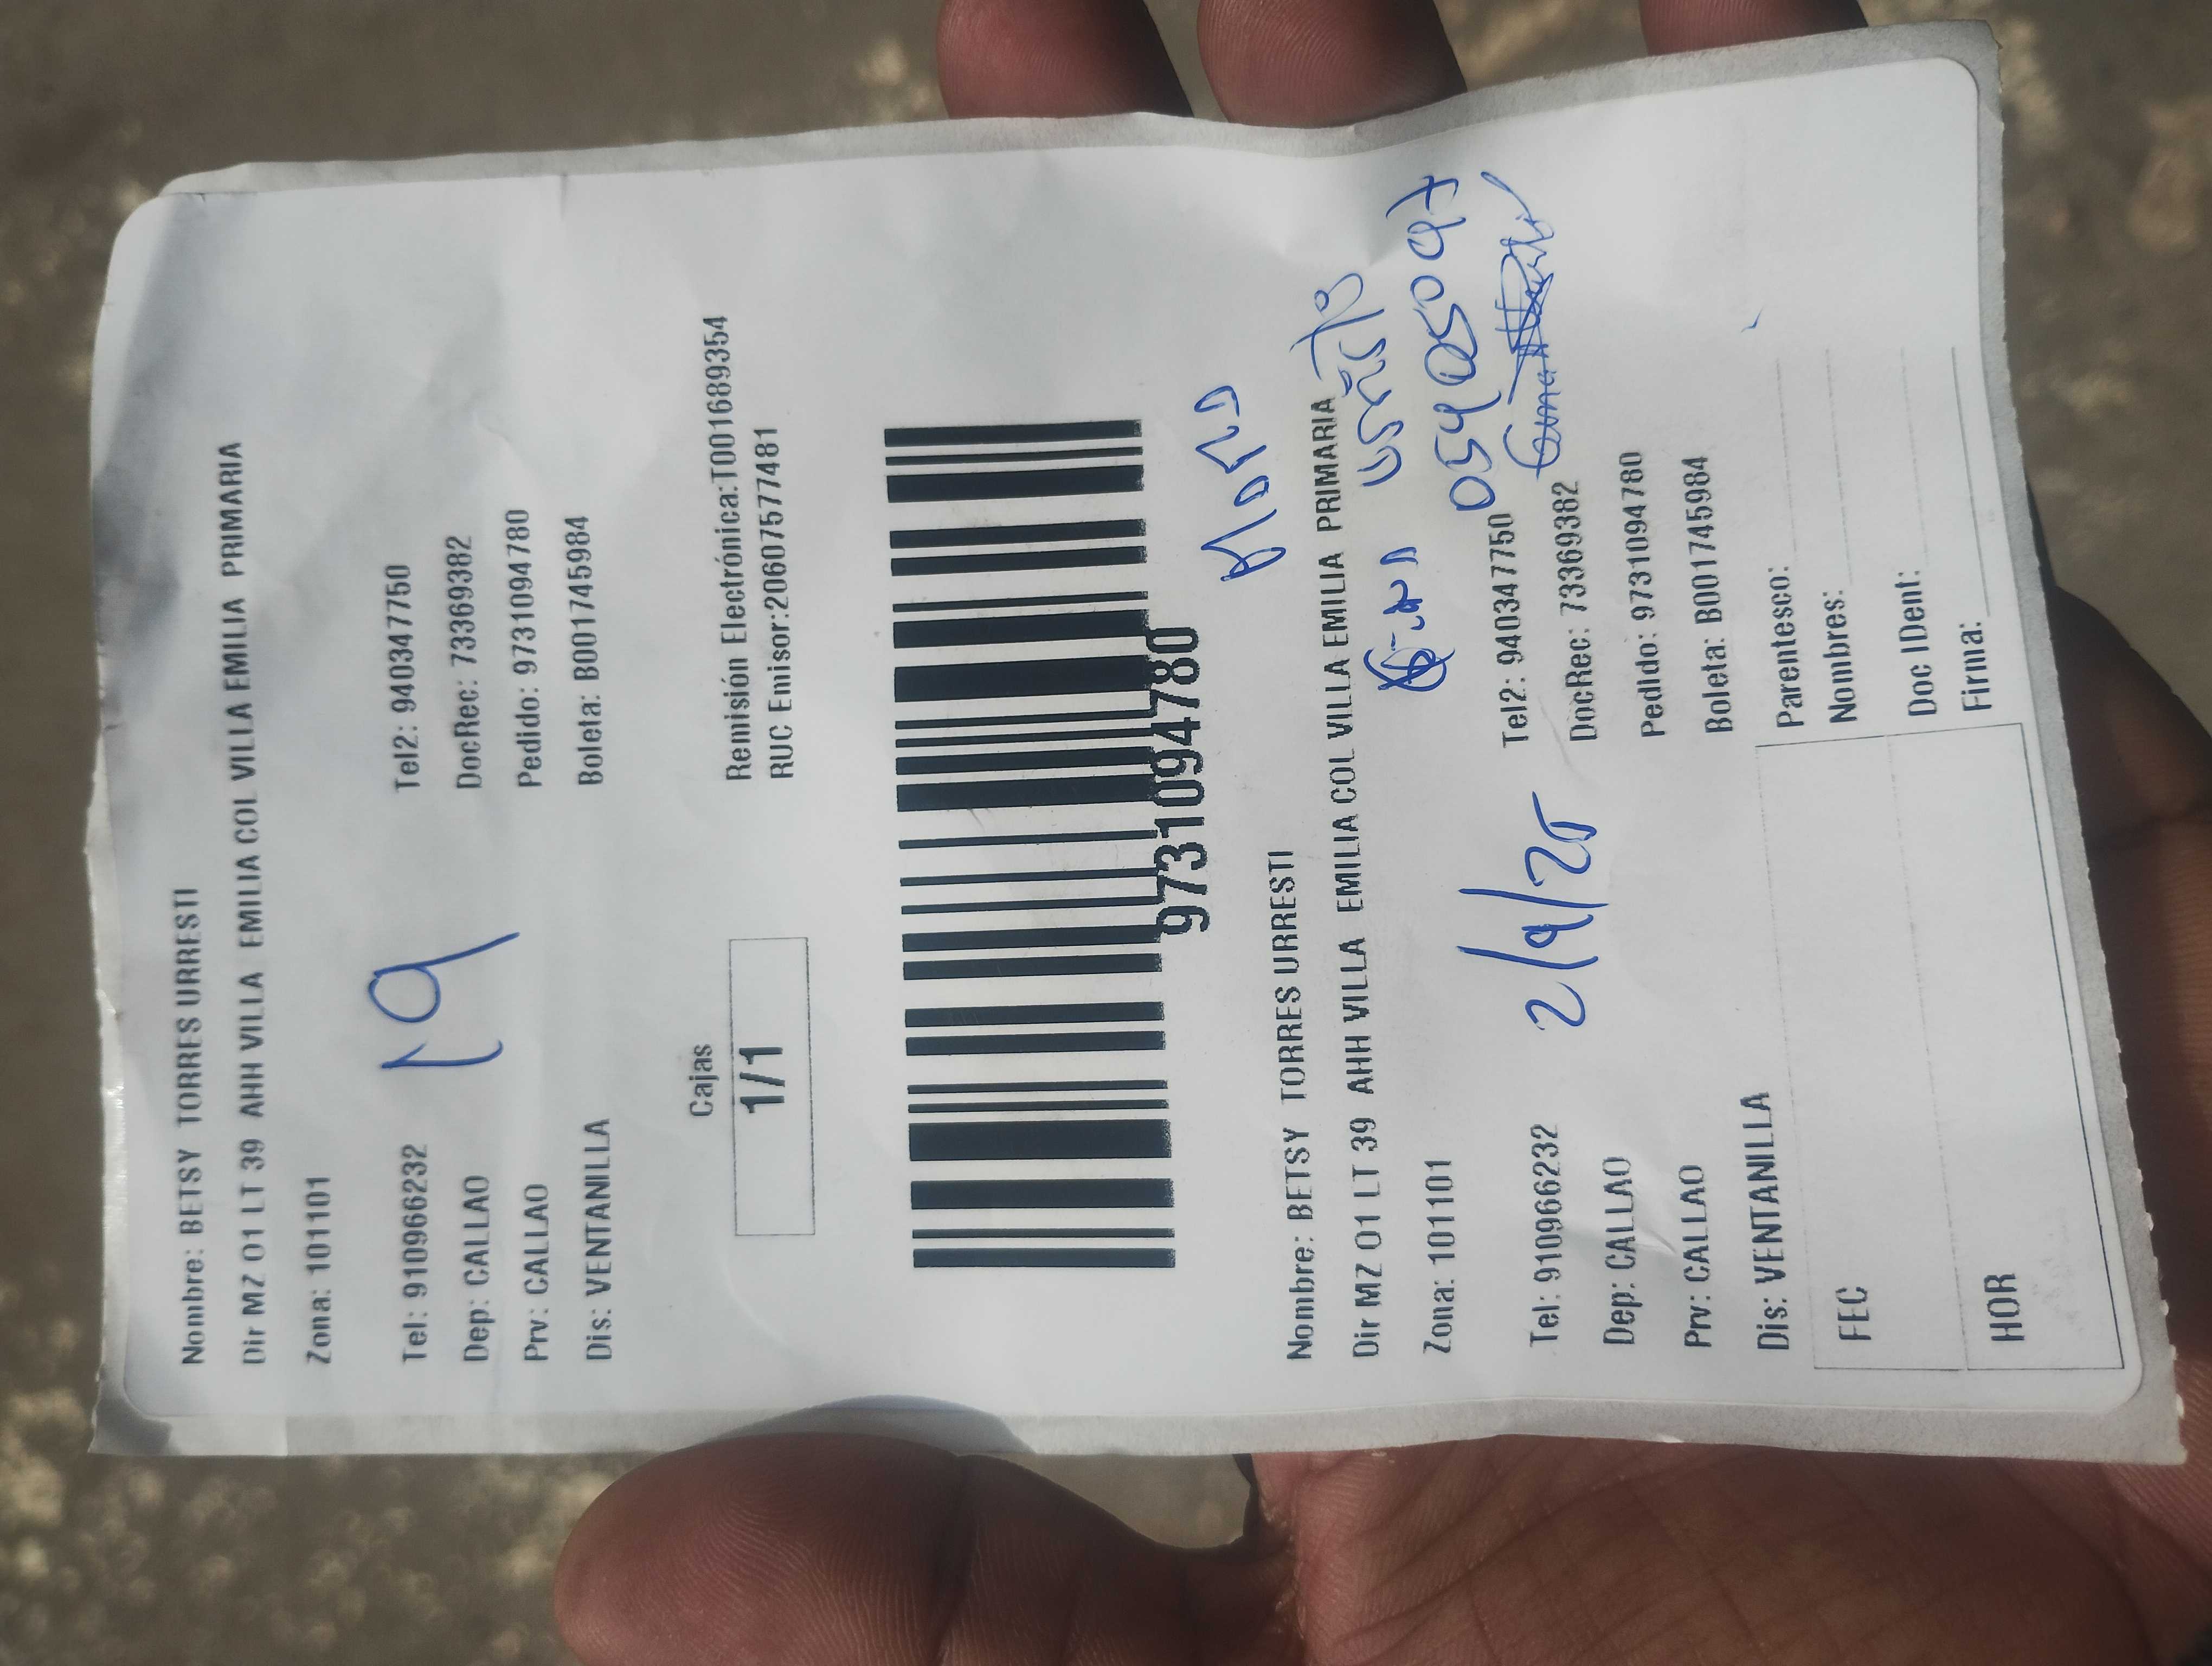 Nombre: BETSY TORRES URRESTI
Dir MZ O1 LT 39 AHH VILLA EMILIA COL VILLA EMILIA PRIMARIA
Zona: 101101
19
Tel: 910966232 Tel2: 940347750
Dep: CALLAO DocRec: 73369382
Prv: CALLAO Pedido: 97310947​80
Dis: VENTANILLA Boleta: B001745984
Cajas
1/1
Remisión Electrónica:T001689354
RUC Emisor:20607577481
9731094780
Nombre: BETSY TORRES URRESTI
Dir MZ O1 LT 39 AHH VILLA EMILIA COL VILLA EMILIA PRIMARIA
Zona: 101101
05405097
2/9/25
Tel: 910966232 Tel2: 940347750
Dep: CALLAO DocRec: 73369382
Prv: CALLAO Pedido: 9731094780
Dis: VENTANILLA Boleta: B001745984
FEC Parentesco:
Nombres:
HOR Doc IDent:
Firma: